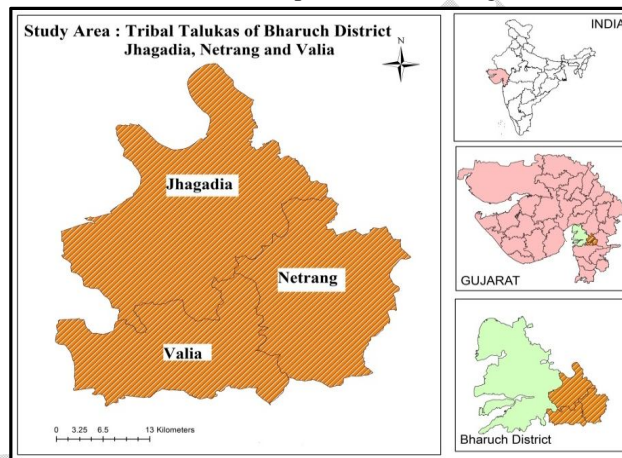 Study Area : Tribal Talukas of Bharuch District
Jhagadia, Netrang and Valia
N
Jhagadia
Netrang
Valia
0 3.25 6.5 13 Kilometers
INDIA
GUJARAT
Bharuch District